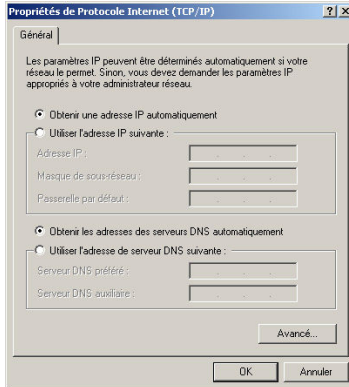 Propriétés de Protocole Internet (TCP/IP)
Général
Les paramètres IP peuvent être déterminés automatiquement si votre
réseau le permet. Sinon, vous devez demander les paramètres IP
appropriés à votre administrateur réseau.
Obtenir une adresse IP automatiquement
Utiliser l'adresse IP suivante :
Adresse IP :
Masque de sous-réseau :
Passerelle par défaut :
Obtenir les adresses des serveurs DNS automatiquement
Utiliser l'adresse de serveur DNS suivante :
Serveur DNS préféré :
Serveur DNS auxiliaire :
Avancé...
OK Annuler